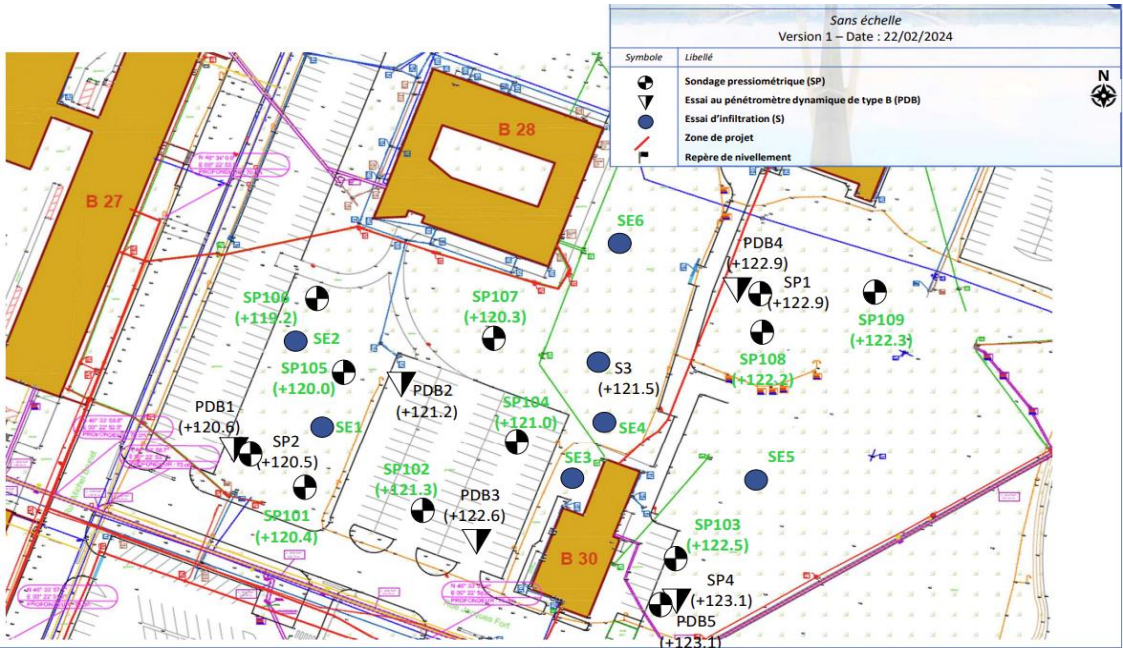 Sans échelle
Version 1 – Date : 22/02/2024
Symbole Libellé
Sondage pressiométrique (SP)
Essai au pénétromètre dynamique de type B (PDB)
Essai d'infiltration (S)
Zone de projet
Repère de nivellement
N
B 28
B 27
SE6
PDB4
(+122.9)
SP1
(+122.9)
SP106
(+119.2)
SP107
(+120.3)
SP109
(+122.3)
SE2
SP108
(+122.2)
SP105
(+120.0)
S3
(+121.5)
PDB2
(+121.2)
PDB1
(+120.6)
SP104
(+121.0)
SE1
SE4
SP2
(+120.5)
SE3
SE5
SP102
(+121.3)
PDB3
(+122.6)
SP101
(+120.4)
SP103
(+122.5)
B 30
SP4
(+123.1)
PDB5
(+123.1)